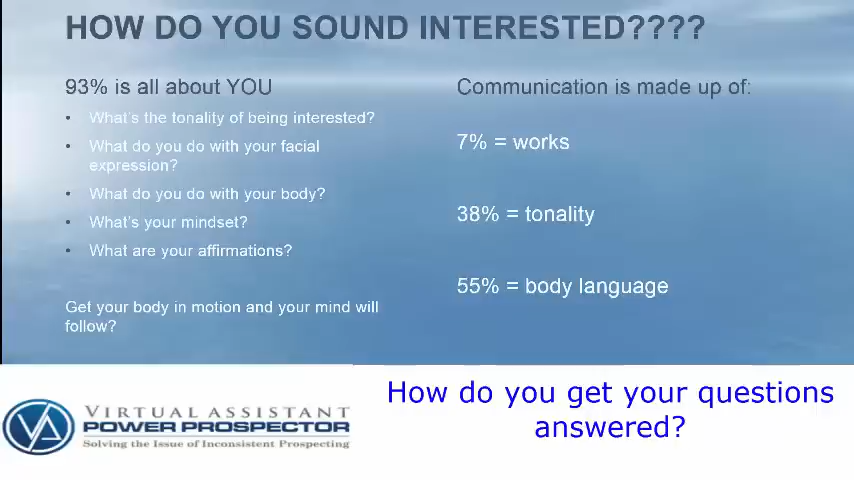 HOW DO YOU SOUND INTERESTED????
93% is all about YOU
• What's the tonality of being interested?
• What do you do with your facial
expression?
• What do you do with your body?
• What's your mindset?
• What are your affirmations?
Get your body in motion and your mind will
follow?
Communication is made up of:
7% = works
38% = tonality
55% = body language
VA
VIRTUAL ASSISTANT
POWER PROSPECTOR
Solving the Issue of Inconsistent Prospecting
How do you get your questions
answered?